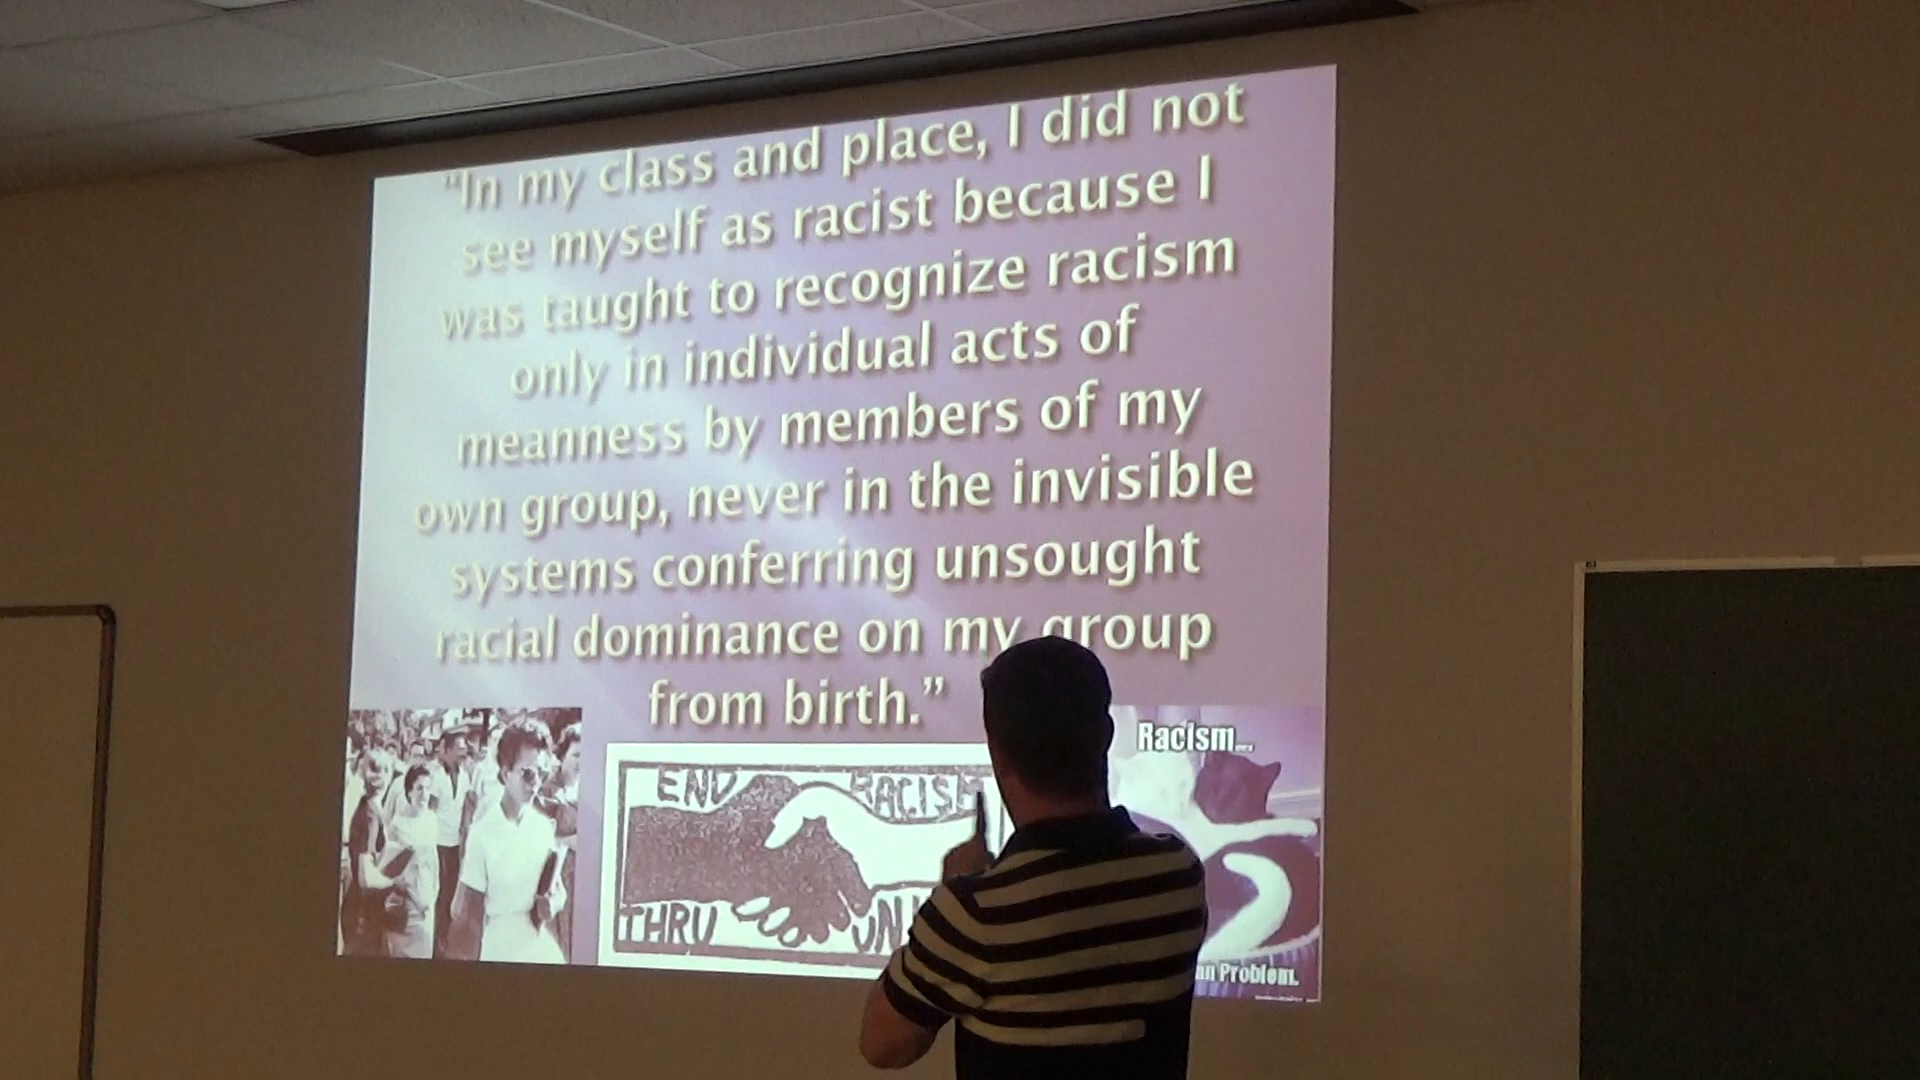 “In my class and place, I did not
see myself as racist because I
was taught to recognize racism
only in individual acts of
meanness by members of my
own group, never in the invisible
systems conferring unsought
racial dominance on my group
from birth.”
END RACISM
THRU
Racism...
Problem.